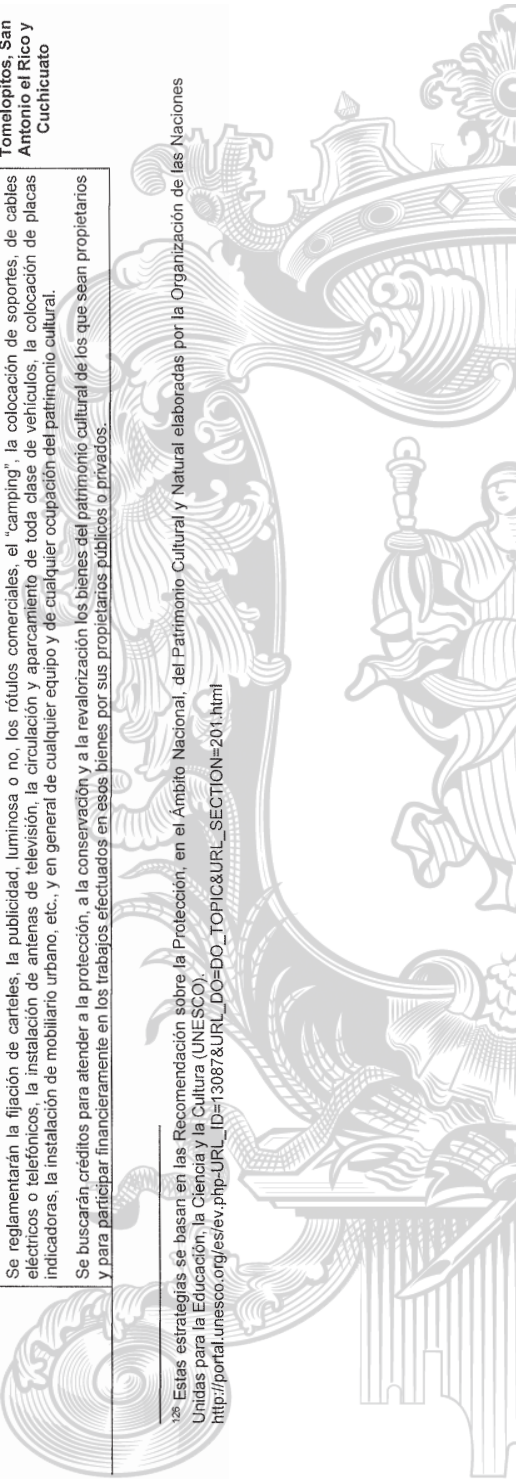 Se reglamentarán la fijación de carteles, la publicidad, luminosa o no, los rótulos comerciales, el "camping", la colocación de soportes, de cables
eléctricos o telefónicos, la instalación de antenas de televisión, la circulación y aparcamiento de toda clase de vehículos, la colocación de placas
indicadoras, la instalación de mobiliario urbano, etc., y en general de cualquier equipo y de cualquier ocupación del patrimonio cultural.
Se buscarán créditos para atender a la protección, a la conservación y a la revalorización los bienes del patrimonio cultural de los que sean propietarios
y para participar financieramente en los trabajos efectuados en esos bienes por sus propietarios públicos o privados.
Tomelopitos, San
Antonio el Rico y
Cuchicuato
126 Estas estrategias se basan en las Recomendación sobre la Protección, en el Ámbito Nacional, del Patrimonio Cultural y Natural elaboradas por la Organización de las Naciones
Unidas para la Educación, la Ciencia y la Cultura (UNESCO).
http://portal.unesco.org/es/ev.php-URL_ID=13087&URL_DO=DO_TOPIC&URL_SECTION=201.html